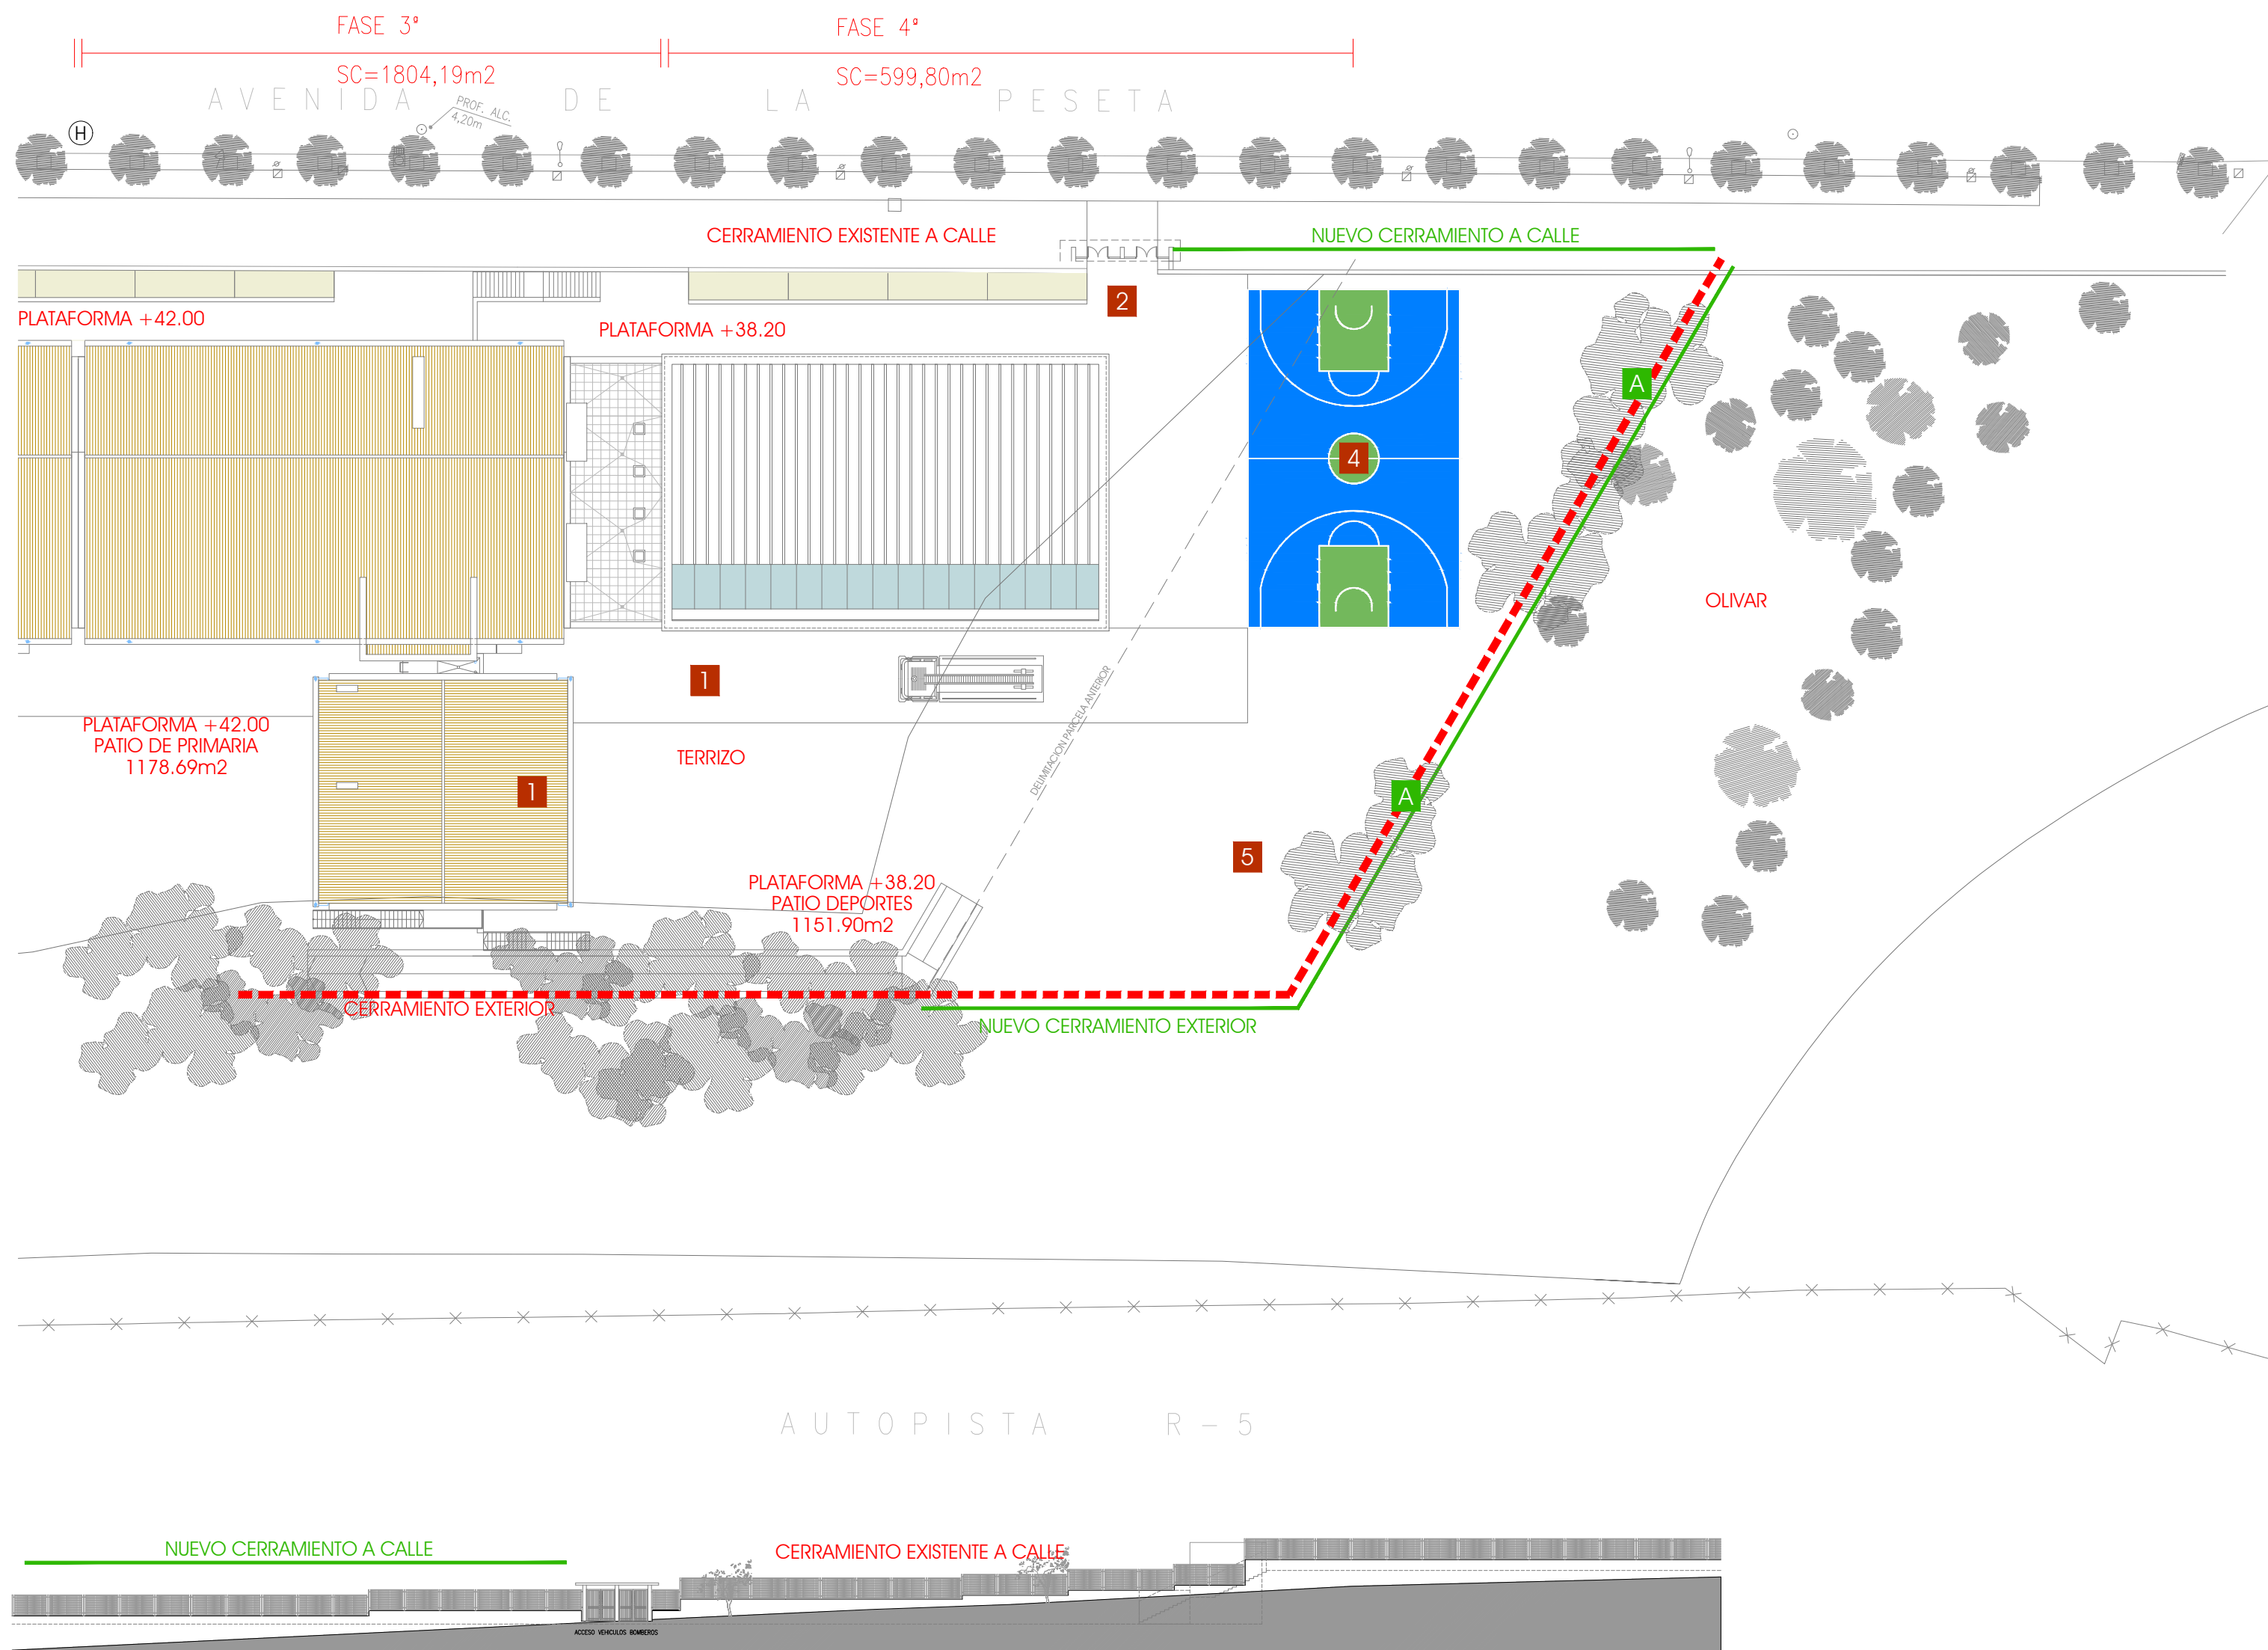 FASE 3ª
FASE 4ª
SC=1804,19m2
SC=599,80m2
AVENIDA DE LA PESETA
PROF. ALC.
4,20m
H
CERRAMIENTO EXISTENTE A CALLE
NUEVO CERRAMIENTO A CALLE
2
PLATAFORMA +42.00
PLATAFORMA +38.20
A
4
OLIVAR
1
DELIMITACION PARCELA ANTERIOR
PLATAFORMA +42.00
PATIO DE PRIMARIA
1178.69m2
TERRIZO
1
A
5
PLATAFORMA +38.20
PATIO DEPORTES
1151.90m2
CERRAMIENTO EXTERIOR
NUEVO CERRAMIENTO EXTERIOR
AUTOPISTA R-5
NUEVO CERRAMIENTO A CALLE
CERRAMIENTO EXISTENTE A CALLE
ACCESO VEHICULOS BOMBEROS